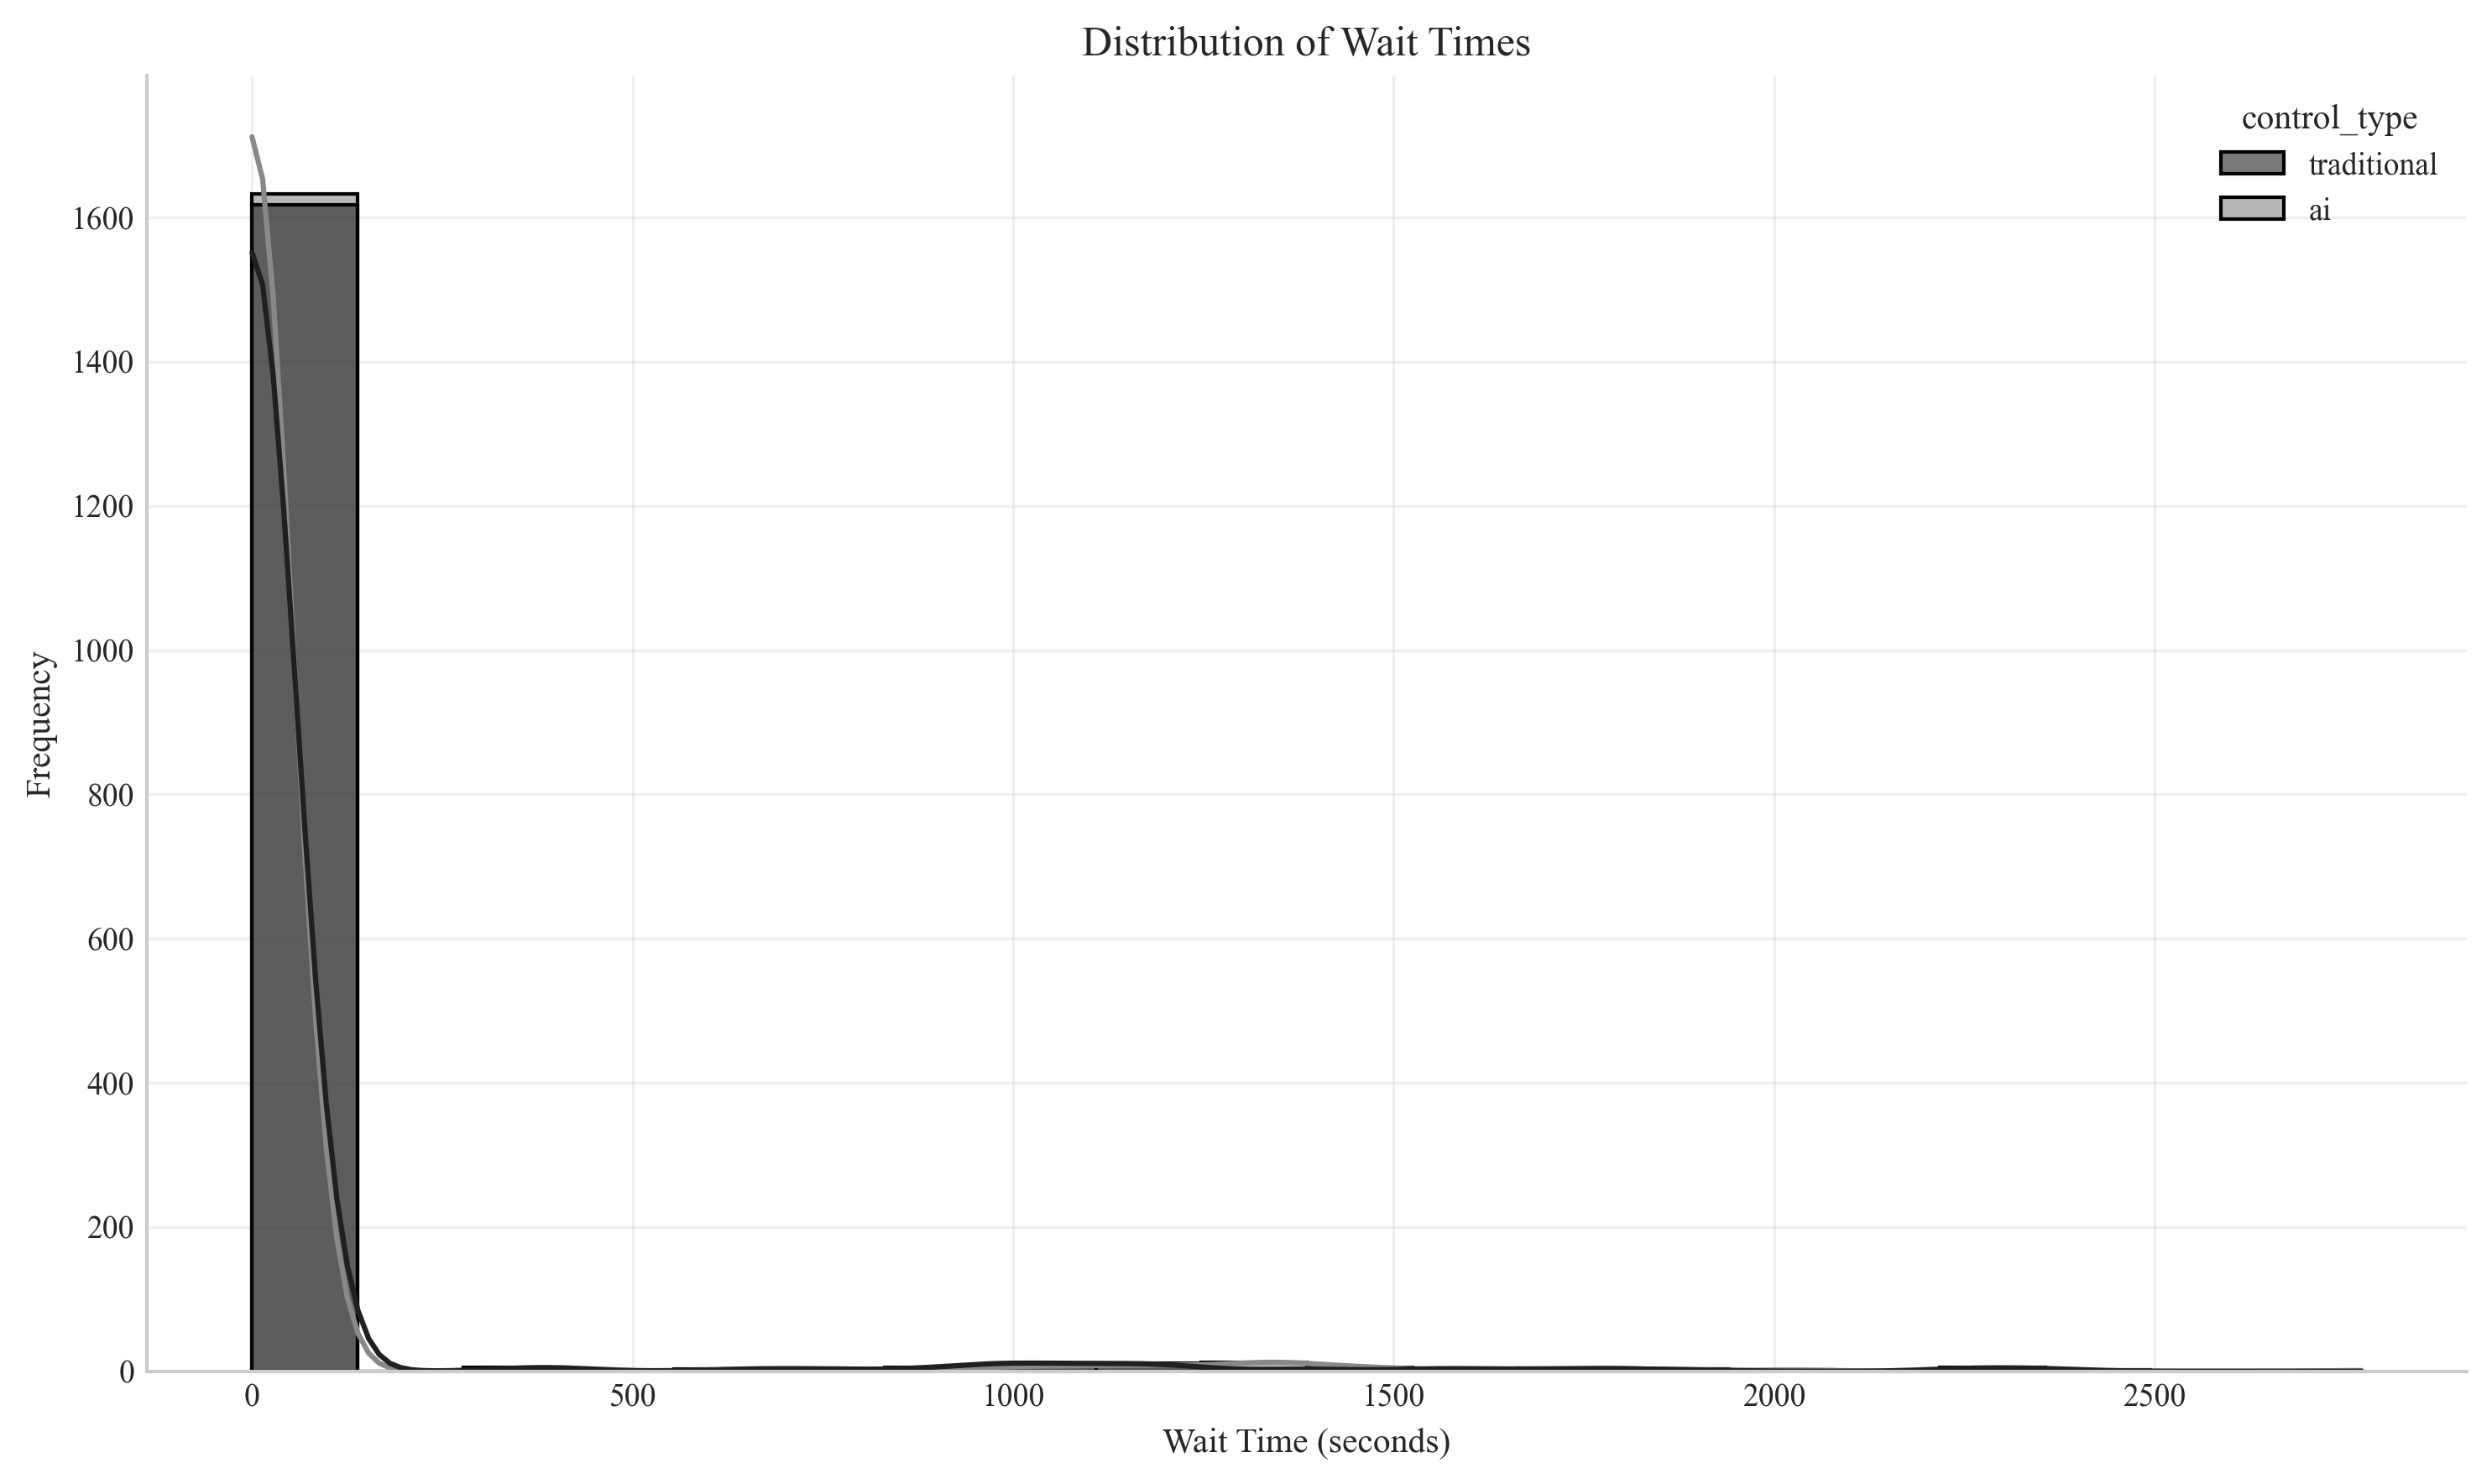 Distribution of Wait Times
control_type
traditional
ai
Frequency
1600
1400
1200
1000
800
600
400
200
0
0 500 1000 1500 2000 2500
Wait Time (seconds)